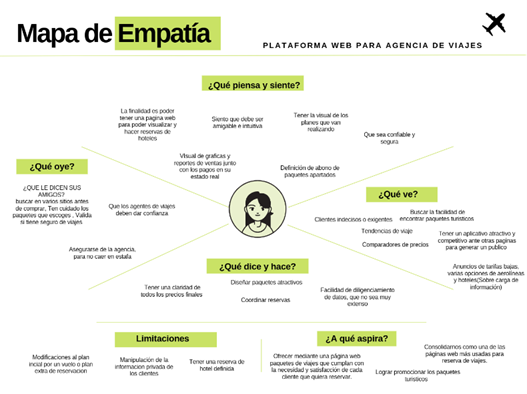 Mapa de Empatía
PLATAFORMA WEB PARA AGENCIA DE VIAJES
¿Qué piensa y siente?
La finalidad es poder
tener una pagina web
para poder visualizar y
hacer reservas de
hoteles
Siento que debe ser
amigable e intuitiva
Tener la visual de los
planes que van
realizando
Que sea confiable y
segura
Visual de graficas y
reportes de ventas junto
con los pagos en su
estado real
Definición de abono de
paquetes apartados
¿Qué oye?
¿QUE LE DICEN SUS
AMIGOS?
buscar en varios sitios antes
de comprar. Ten cuidado los
paquetes que escoges . Valida
si tiene seguro de viajes.
Que los agentes de viajes
deben dar confianza
Asegurarse de la agencia,
para no caer en estafa
¿Qué ve?
Clientes indecisos o exigentes
Buscar la facilidad de
encontrar paquetes turisticos
Tendencias de viaje
Comparadores de precios
Tener un aplicativo atractivo y
competitivo ante otras paginas
para generar un publico
Anuncios de tarifas bajas,
varias opciones de aerolineas
y hoteles(Sobre carga de
información)
¿Qué dice y hace?
Diseñar paquetes atractivos
Coordinar reservas
Tener una claridad de
todos los precios finales
Facilidad de diligenciamiento
de datos, que no sea muy
extenso
Limitaciones
Modificaciones al plan
inicial por un vuelo o plan
extra de reservacion
Manipulación de la
información privada de
los clientes
Tener una reserva de
hotel definida
¿A qué aspira?
Ofrecer mediante una página web
paquetes de viajes que cumplan con
la necesidad y satisfacción de cada
cliente que quiera reservar.
Consolidarnos como una de las
páginas web más usadas para
reserva de viajes.
Lograr promocionar los paquetes
turísticos